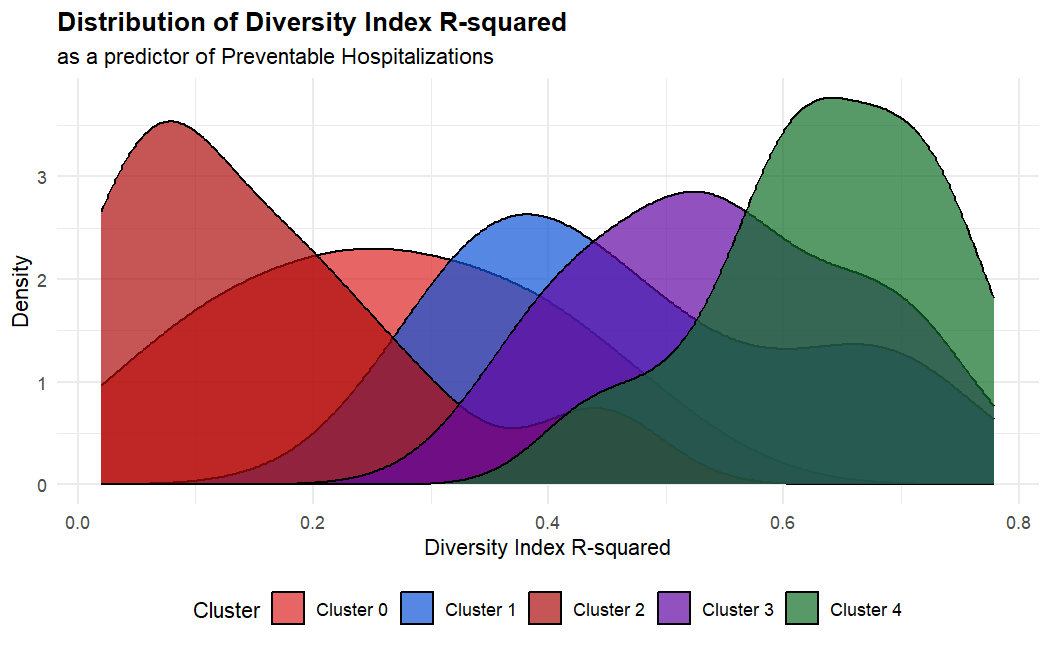 Distribution of Diversity Index R-squared
as a predictor of Preventable Hospitalizations
Density
3
2
1
0
0.0 0.2 0.4 0.6 0.8
Diversity Index R-squared
Cluster Cluster 0 Cluster 1 Cluster 2 Cluster 3 Cluster 4